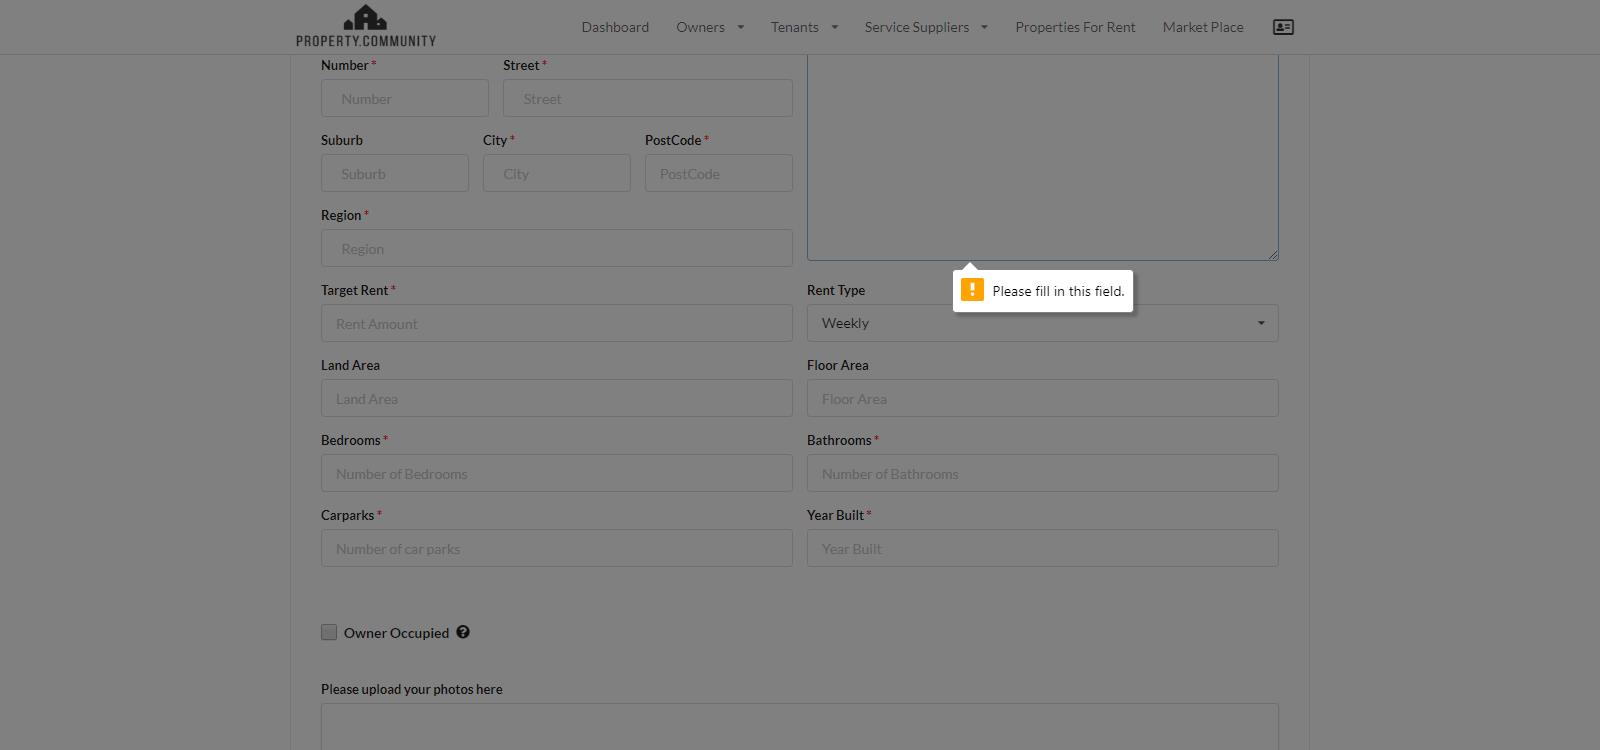 PROPERTY.COMMUNITY
Dashboard Owners Tenants Service Suppliers Properties For Rent Market Place
Number * Street *
Number Street
Suburb City * PostCode *
Suburb City PostCode
Region *
Region
Please fill in this field.
Target Rent * Rent Type
Rent Amount Weekly
Land Area Floor Area
Land Area Floor Area
Bedrooms * Bathrooms *
Number of Bedrooms Number of Bathrooms
Carparks * Year Built *
Number of car parks Year Built
Owner Occupied
Please upload your photos here